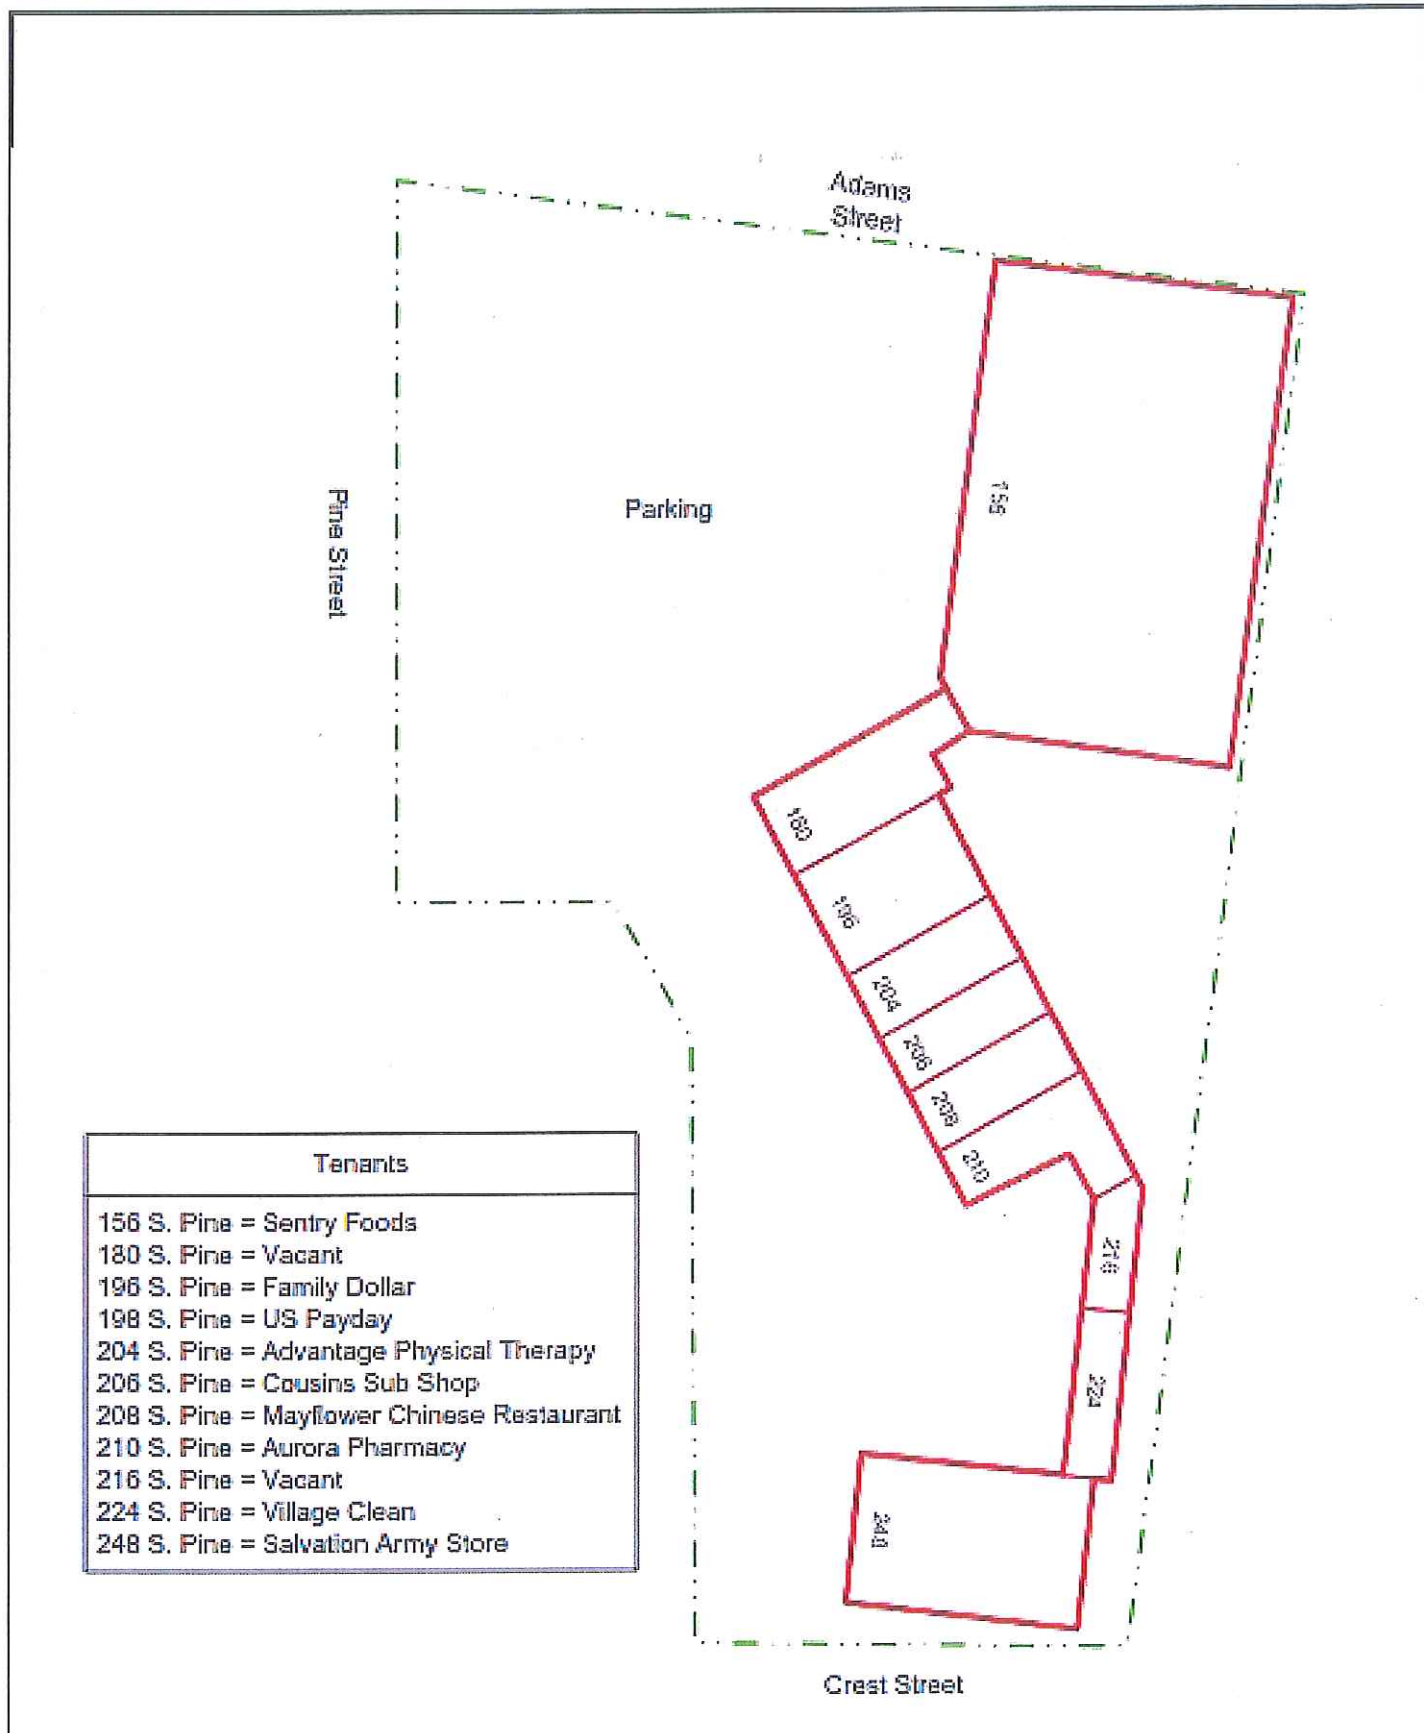 Adams
Street
156
Parking
Pine Street
180
196
204
206
208
210
216
224
248
Tenants
156 S. Pine = Sentry Foods
180 S. Pine = Vacant
196 S. Pine = Family Dollar
198 S. Pine = US Payday
204 S. Pine = Advantage Physical Therapy
206 S. Pine = Cousins Sub Shop
208 S. Pine = Mayflower Chinese Restaurant
210 S. Pine = Aurora Pharmacy
216 S. Pine = Vacant
224 S. Pine = Village Clean
248 S. Pine = Salvation Army Store
Crest Street